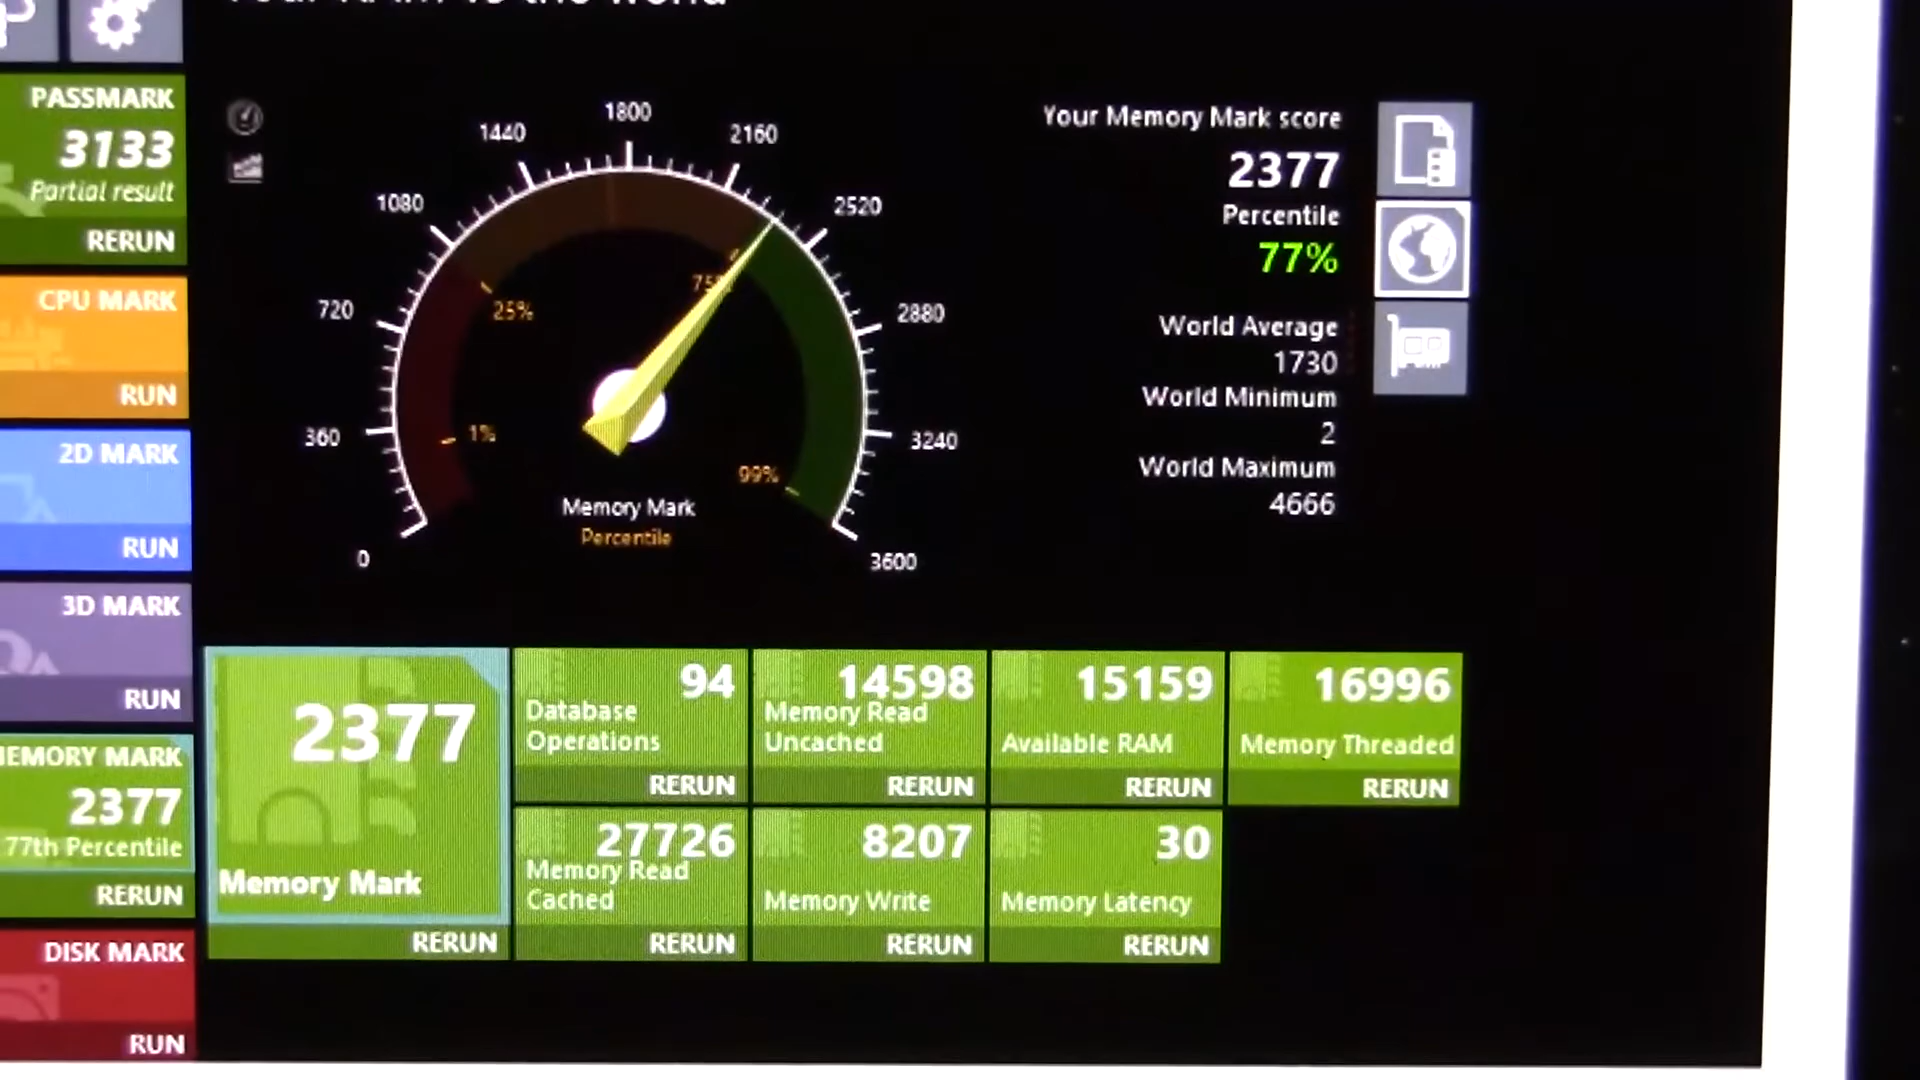 PASSMARK
3133
Partial result
RERUN
CPU MARK
RUN
2D MARK
RUN
3D MARK
RUN
MEMORY MARK
2377
77th Percentile
RERUN
DISK MARK
RUN
0
360
720
1080
1440
1800
2160
2520
2880
3240
3600
1%
25%
75%
99%
Memory Mark
Percentile
Your Memory Mark score
2377
Percentile
77%
World Average
1730
World Minimum
2
World Maximum
4666
2377
Memory Mark
RERUN
94
Database
Operations
RERUN
14598
Memory Read
Uncached
RERUN
15159
Available RAM
RERUN
16996
Memory Threaded
RERUN
27726
Memory Read
Cached
RERUN
8207
Memory Write
RERUN
30
Memory Latency
RERUN